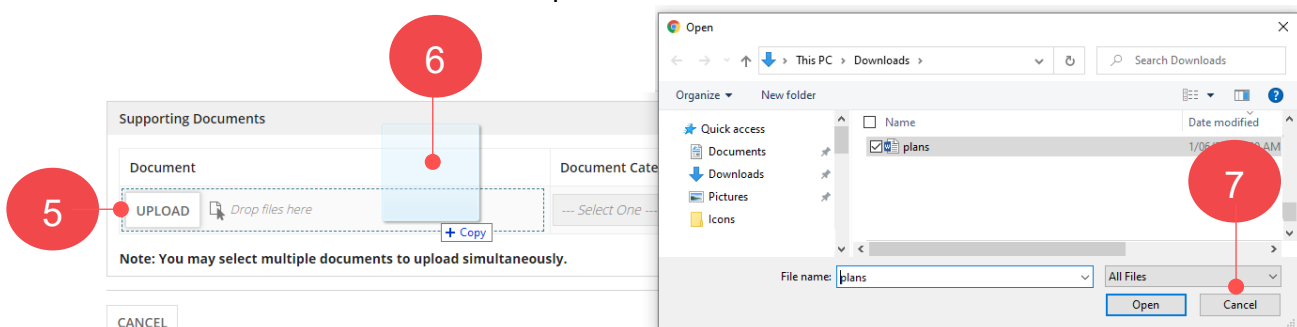 6
Supporting Documents
Document
Document Cate
5
UPLOAD
Drop files here
--- Select One ---
+ Copy
Note: You may select multiple documents to upload simultaneously.
CANCEL
Open
This PC > Downloads >
Search Downloads
Organize
New folder
?
Quick access
Documents
Downloads
Pictures
Icons
Name
Date modified
plans
AM
7
File name: plans
All Files
Open
Cancel